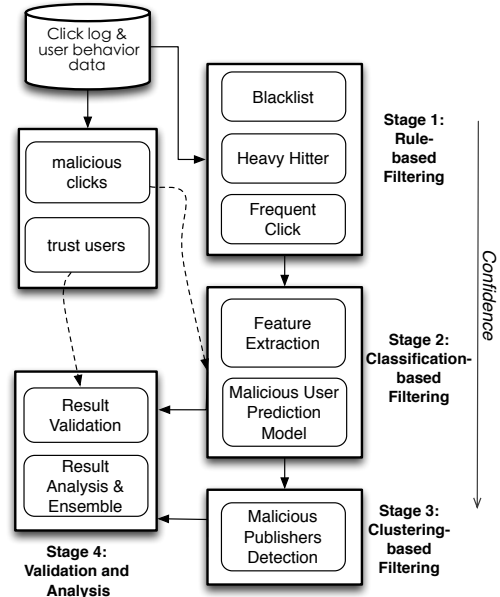 Click log &
user behavior
data
malicious
clicks
trust users
Blacklist
Heavy Hitter
Frequent
Click
Stage 1:
Rule-
based
Filtering
Confidence
Feature
Extraction
Malicious User
Prediction
Model
Stage 2:
Classification-
based
Filtering
Result
Validation
Result
Analysis &
Ensemble
Stage 4:
Validation and
Analysis
Malicious
Publishers
Detection
Stage 3:
Clustering-
based
Filtering